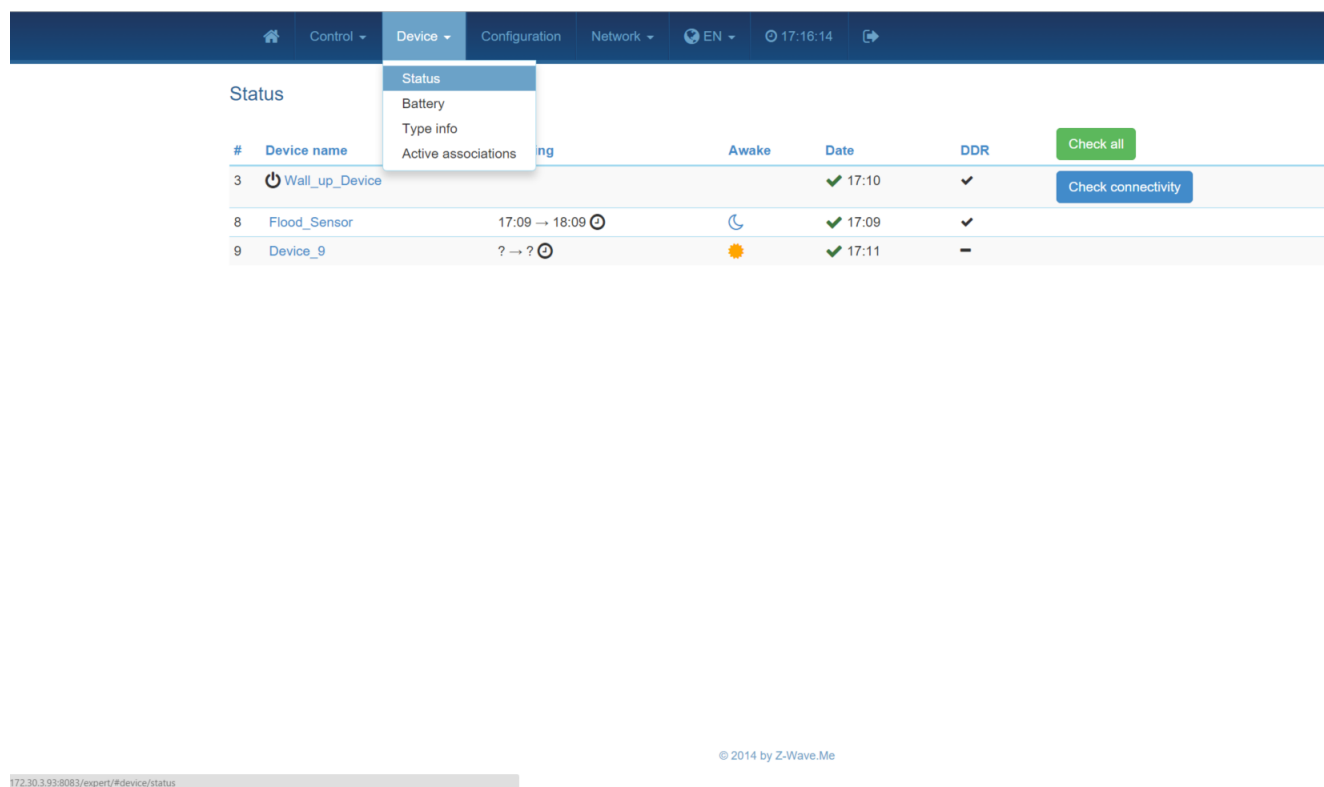 Control Device Configuration Network EN 17:16:14
Status
Battery
Type info
Active associations
Status
# Device name ing Awake Date DDR Check all
3 Wall_up_Device 17:10 Check connectivity
8 Flood_Sensor 17:09 → 18:09 17:09
9 Device_9 ? → ? 17:11
© 2014 by Z-Wave.Me
172.30.3.93:8083/expert/#device/status